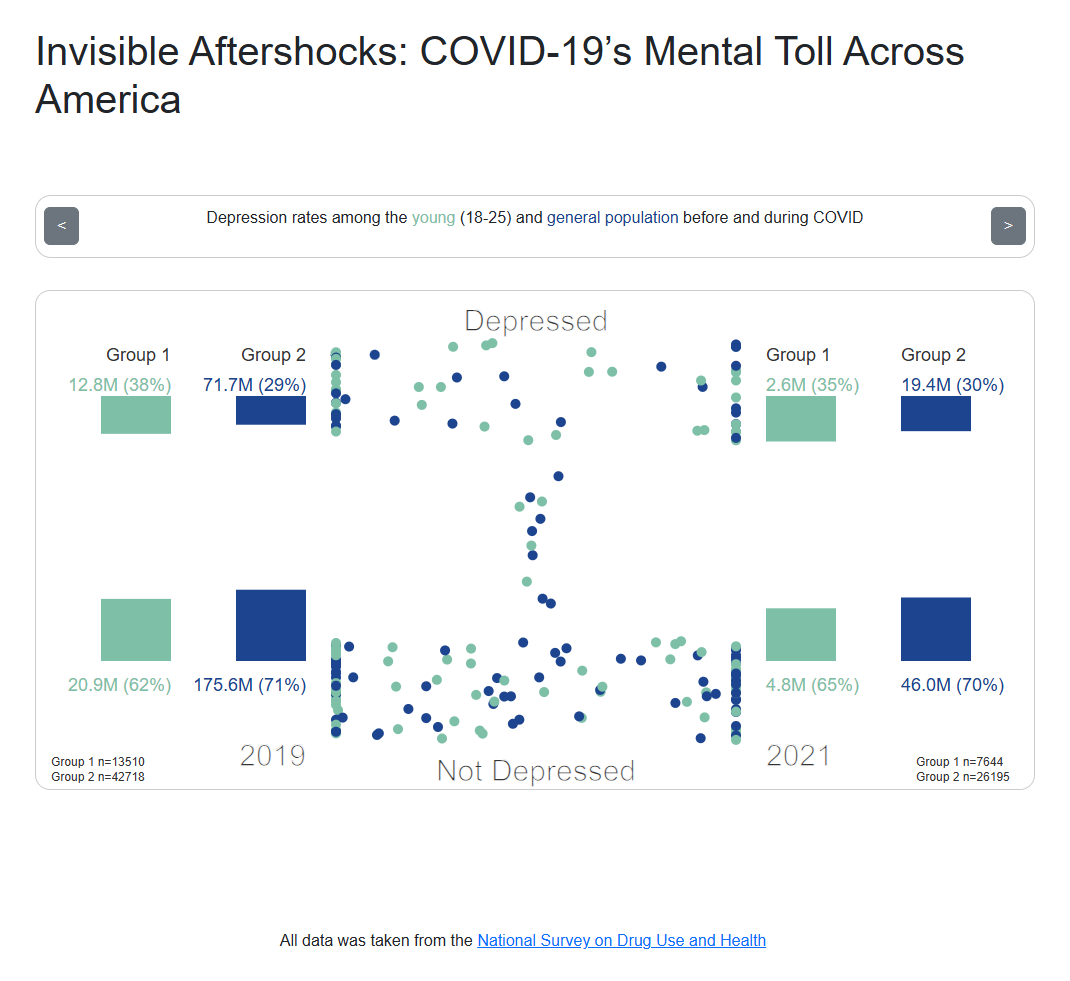 Invisible Aftershocks: COVID-19’s Mental Toll Across
America
<
Depression rates among the young (18-25) and general population before and during COVID
>
Depressed
Group 1
Group 2
Group 1
Group 2
12.8M (38%)
71.7M (29%)
2.6M (35%)
19.4M (30%)
20.9M (62%)
175.6M (71%)
4.8M (65%)
46.0M (70%)
2019
2021
Group 1 n=13510
Group 2 n=42718
Not Depressed
Group 1 n=7644
Group 2 n=26195
All data was taken from the National Survey on Drug Use and Health